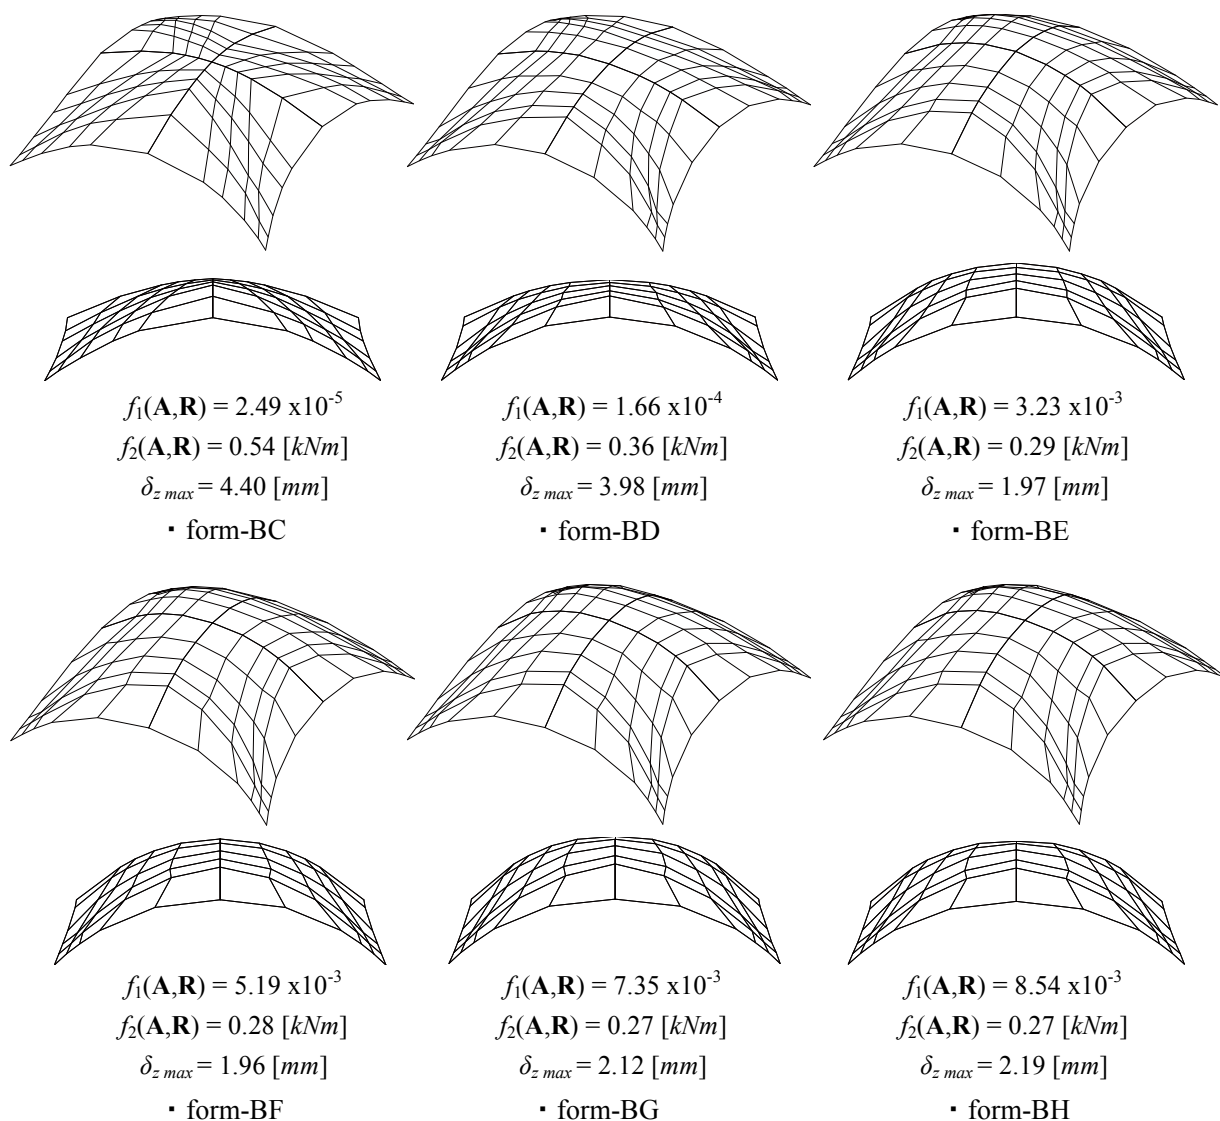 f₁(A,R) = 2.49 x10⁻⁵
f₂(A,R) = 0.54 [kNm]
δz max = 4.40 [mm]
▪ form-BC
f₁(A,R) = 1.66 x10⁻⁴
f₂(A,R) = 0.36 [kNm]
δz max = 3.98 [mm]
▪ form-BD
f₁(A,R) = 3.23 x10⁻³
f₂(A,R) = 0.29 [kNm]
δz max = 1.97 [mm]
▪ form-BE
f₁(A,R) = 5.19 x10⁻³
f₂(A,R) = 0.28 [kNm]
δz max = 1.96 [mm]
▪ form-BF
f₁(A,R) = 7.35 x10⁻³
f₂(A,R) = 0.27 [kNm]
δz max = 2.12 [mm]
▪ form-BG
f₁(A,R) = 8.54 x10⁻³
f₂(A,R) = 0.27 [kNm]
δz max = 2.19 [mm]
▪ form-BH